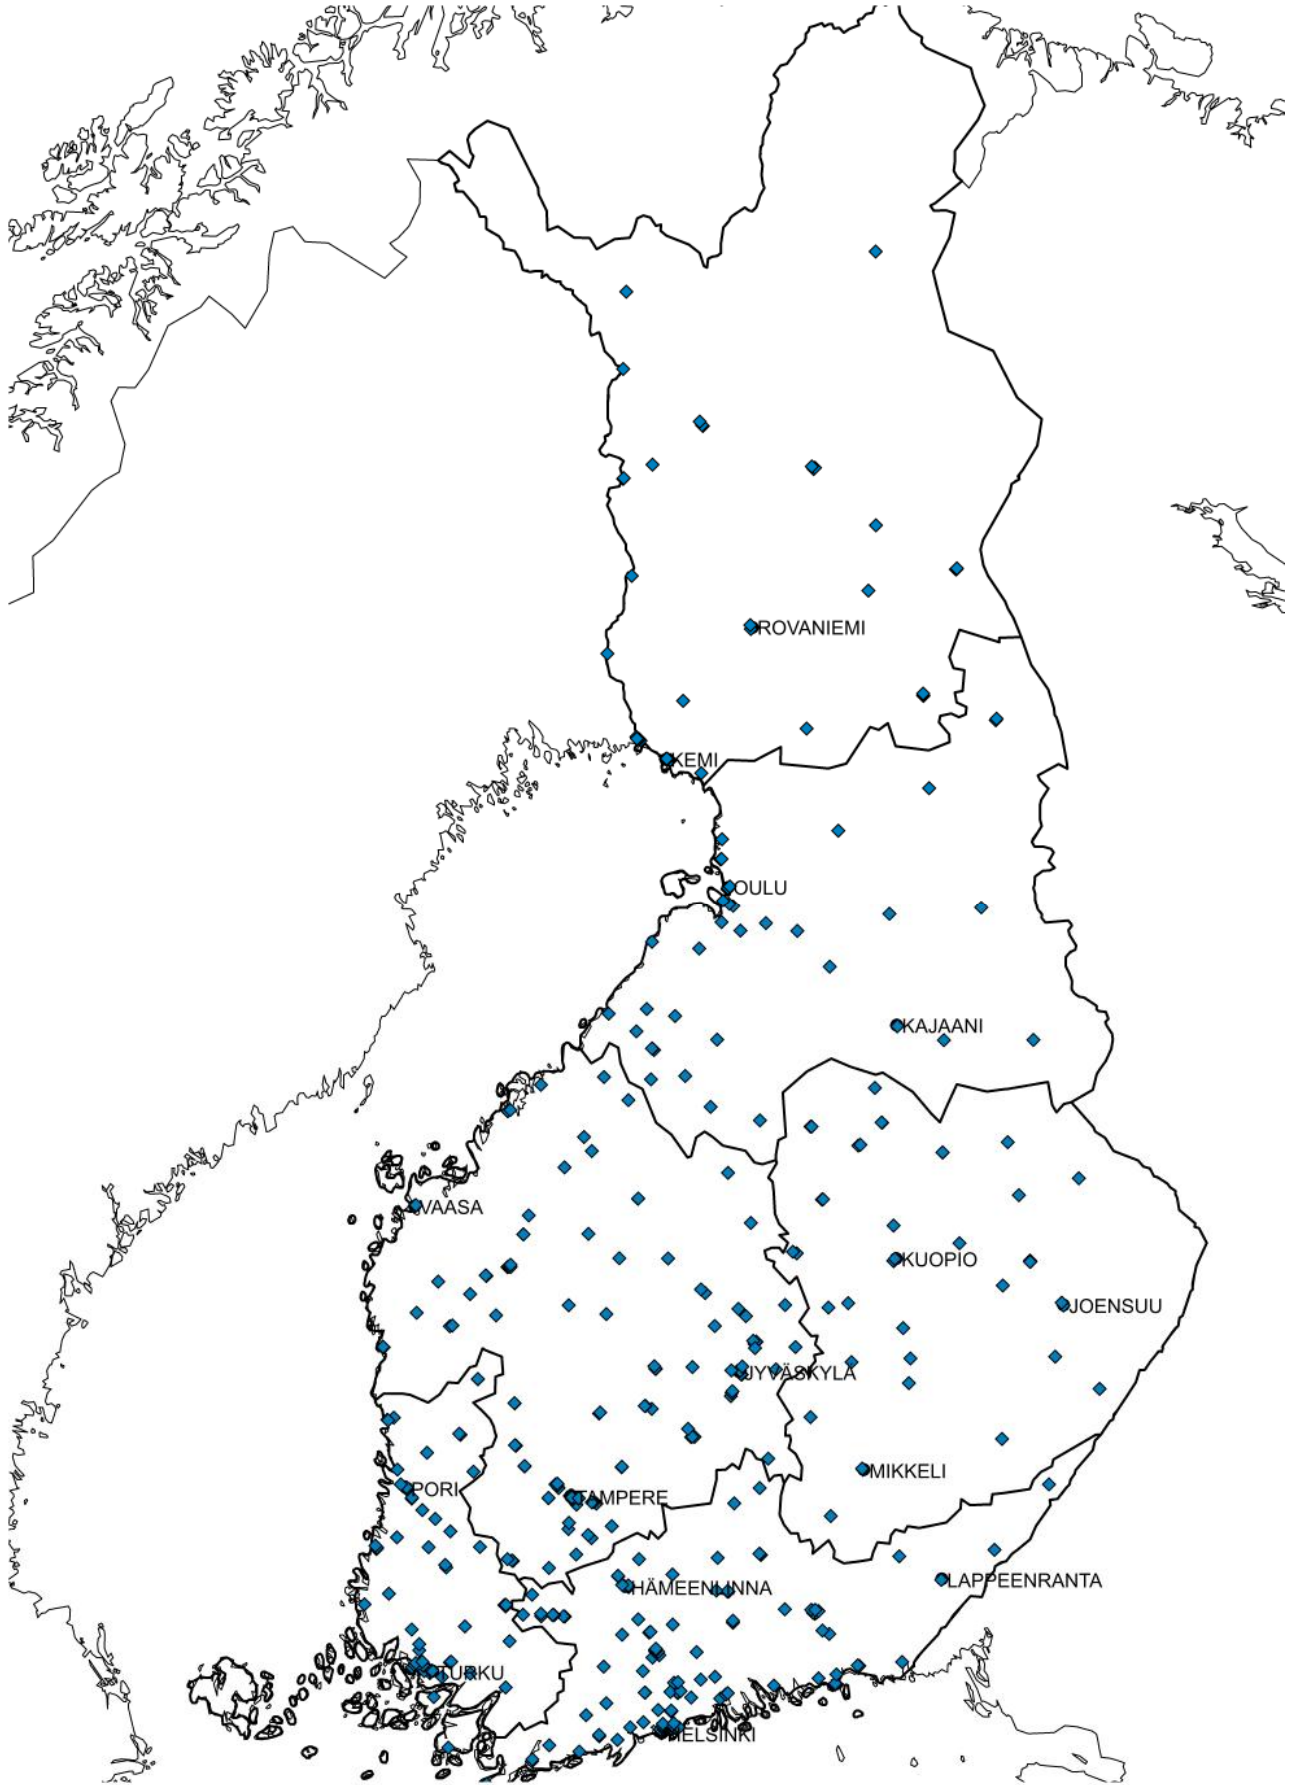 ROVANIEMI
KEMI
OULU
KAJAANI
VAASA
KUOPIO
JOENSUU
JYVÄSKYLÄ
MIKKELI
PORI
TAMPERE
LAPPEENRANTA
HÄMEENLINNA
TURKU
HELSINKI